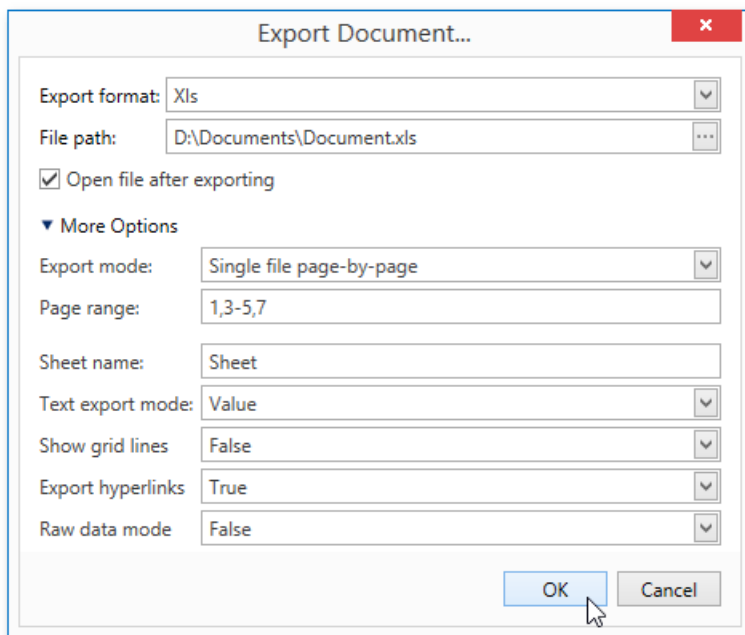 Export Document...
Export format: Xls
File path: D:\Documents\Document.xls
Open file after exporting
More Options
Export mode: Single file page-by-page
Page range: 1,3-5,7
Sheet name: Sheet
Text export mode: Value
Show grid lines False
Export hyperlinks True
Raw data mode False
OK Cancel